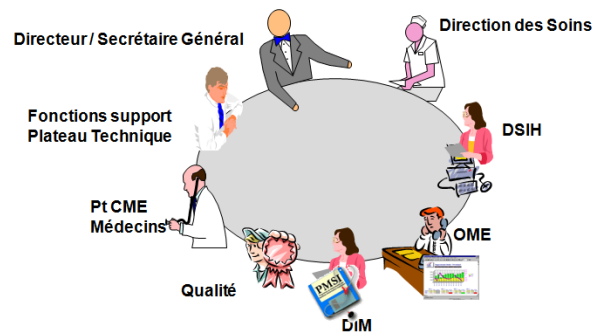 Directeur / Secrétaire Général
Direction des Soins
Fonctions support
Plateau Technique
DSIH
Pt CME
Médecins
OME
Qualité
PMSI
DIM